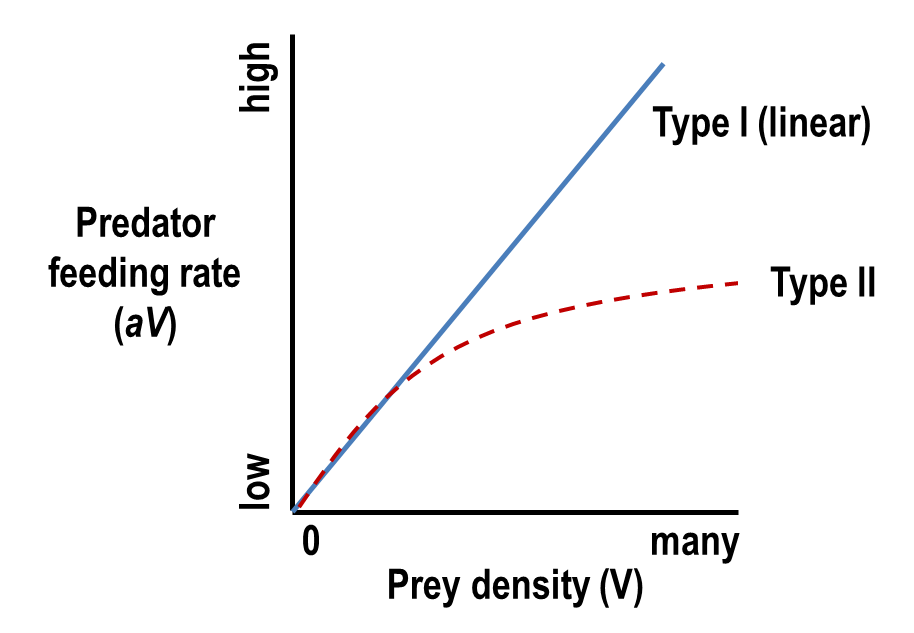 high
Type I (linear)
Predator
feeding rate
(aV)
Type II
low
0
many
Prey density (V)